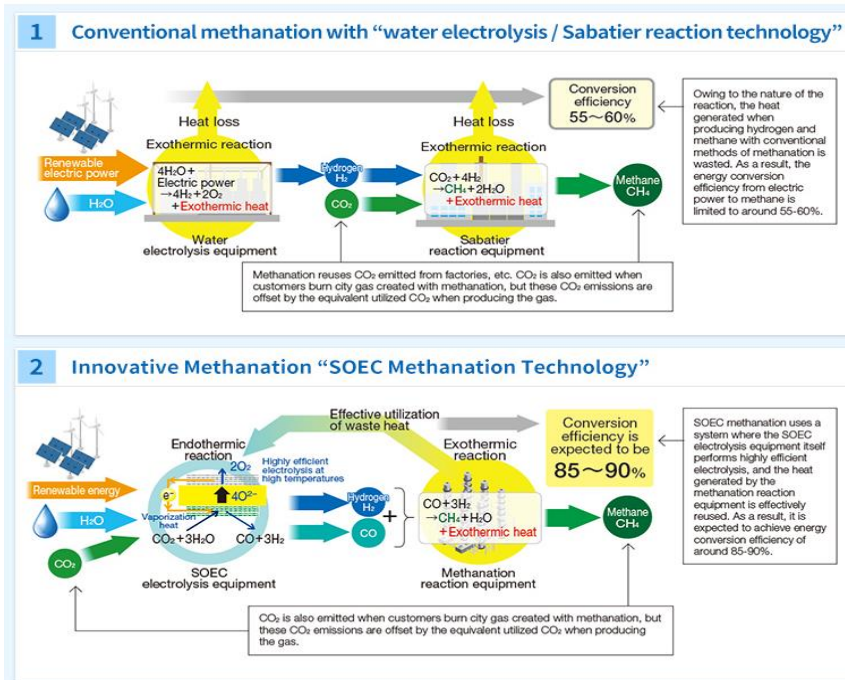 1 Conventional methanation with “water electrolysis / Sabatier reaction technology”
Heat loss
Exothermic reaction
Renewable
electric power
H₂O
4H₂O +
Electric power
→4H₂+2O₂
+Exothermic heat
Water
electrolysis equipment
Hydrogen
H₂
CO₂
Heat loss
Exothermic reaction
CO₂+4H₂
→CH₄+2H₂O
+Exothermic heat
Sabatier
reaction equipment
Methane
CH₄
Conversion
efficiency
55～60%
Owing to the nature of the
reaction, the heat
generated when
producing hydrogen and
methane with conventional
methods of methanation is
wasted. As a result, the
energy conversion
efficiency from electric
power to methane is
limited to around 55-60%.
Methanation reuses CO₂ emitted from factories, etc. CO₂ is also emitted when
customers burn city gas created with methanation, but these CO₂ emissions are
offset by the equivalent utilized CO₂ when producing the gas.
2 Innovative Methanation “SOEC Methanation Technology”
Effective utilization
of waste heat
Endothermic
reaction
Renewable energy
H₂O
CO₂
2O₂
Highly efficient
electrolysis at
high temperatures
e⁻
4O²⁻
Vaporization
heat
CO₂+3H₂O
CO+3H₂
SOEC
electrolysis equipment
Hydrogen
H₂
+
CO
Exothermic
reaction
CO+3H₂
→CH₄+H₂O
+Exothermic heat
Methanation
reaction equipment
Methane
CH₄
Conversion
efficiency is
expected to be
85～90%
SOEC methanation uses a
system where the SOEC
electrolysis equipment itself
performs highly efficient
electrolysis, and the heat
generated by the
methanation reaction
equipment is effectively
reused. As a result, it is
expected to achieve energy
conversion efficiency of
around 85-90%.
CO₂ is also emitted when customers burn city gas created with methanation, but
these CO₂ emissions are offset by the equivalent utilized CO₂ when producing
the gas.